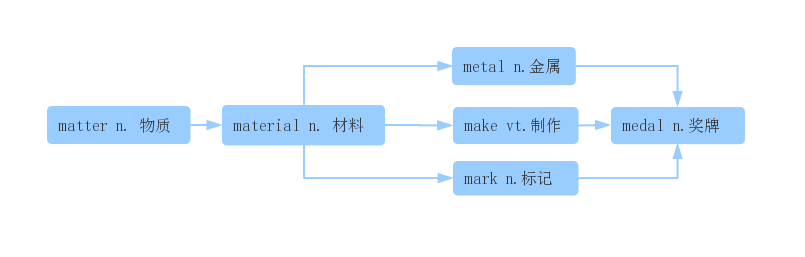 matter n. 物质
material n. 材料
metal n.金属
make vt.制作
mark n.标记
medal n.奖牌